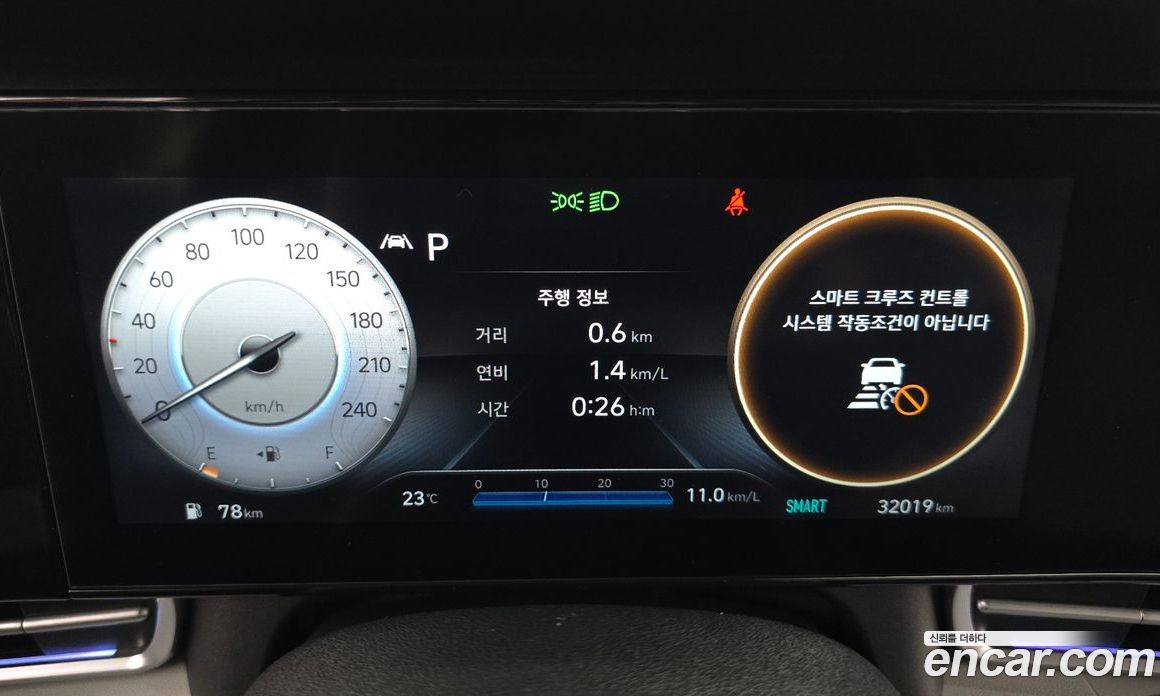 0 20 40 60 80 100 120 150 180 210 240
km/h
E F
78 km
P
주행 정보
거리 0.6 km
연비 1.4 km/L
시간 0:26 h:m
23℃
0 10 20 30
11.0 km/L
스마트 크루즈 컨트롤
시스템 작동조건이 아닙니다
SMART 32019 km
신뢰를 더하다
encar.com